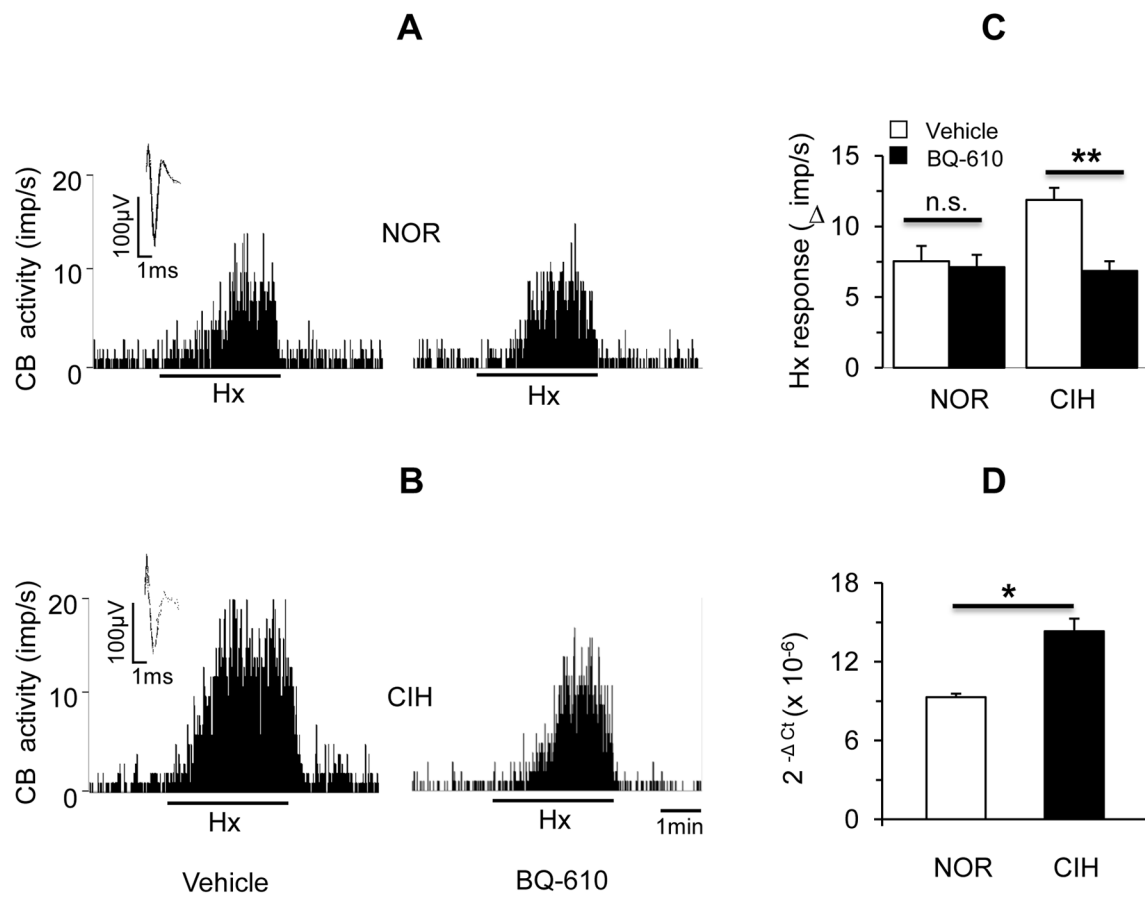 A
CB activity (imp/s)
20
10
0
100µV
1ms
NOR
Hx
Hx
B
CB activity (imp/s)
20
10
0
100µV
1ms
CIH
Hx
Hx
1min
Vehicle
BQ-610
C
Vehicle
BQ-610
Hx response (Δ imp/s)
15
10
5
0
n.s.
**
NOR CIH
D
2 -Δ Ct (x 10-6)
18
12
6
0
*
NOR CIH